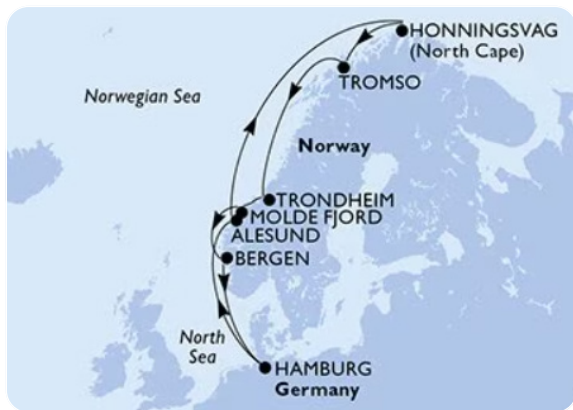 HONNINGSVAG
(North Cape)
TROMSO
Norwegian Sea
Norway
TRONDHEIM
MOLDE FJORD
ALESUND
BERGEN
North
Sea
HAMBURG
Germany